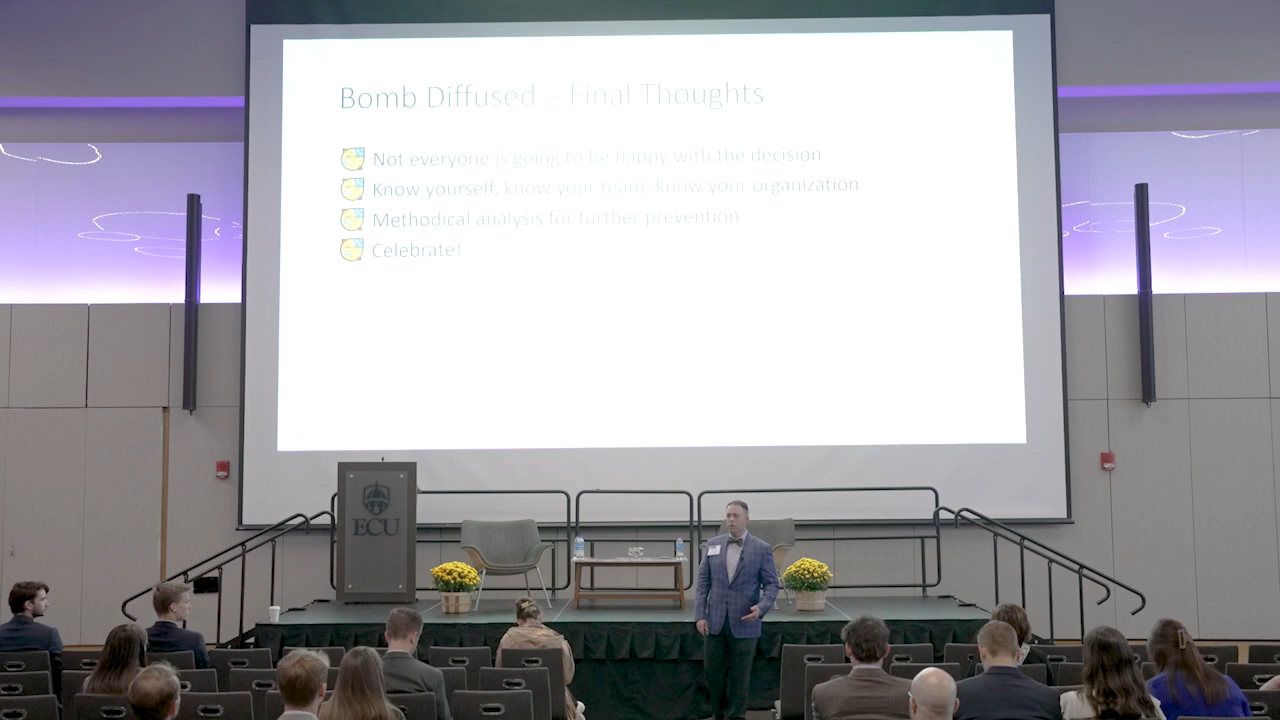 Bomb Diffused – Final Thoughts
Not everyone is going to be happy with the decision
Know yourself, know your team, know your organization
Methodical analysis for further prevention
Celebrate!
ECU